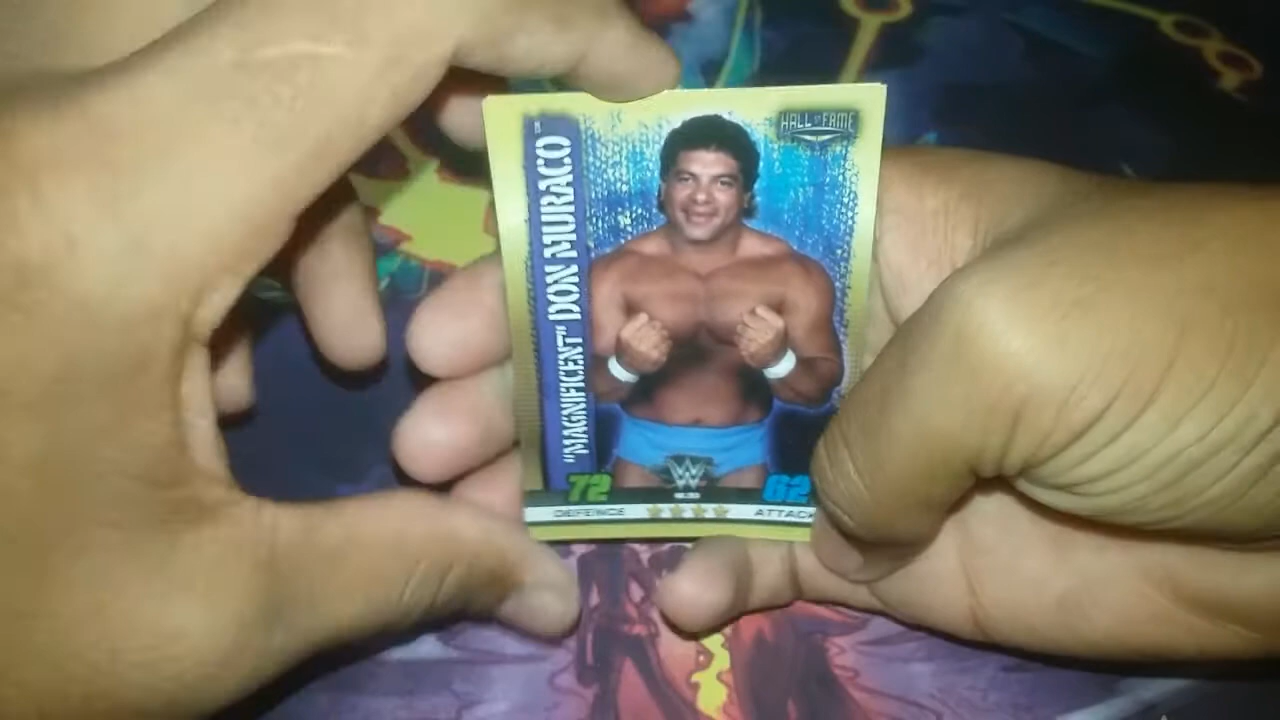 HALL OF FAME
"MAGNIFICENT" DON MURACO
W
72
62
DEFENCE
ATTACK